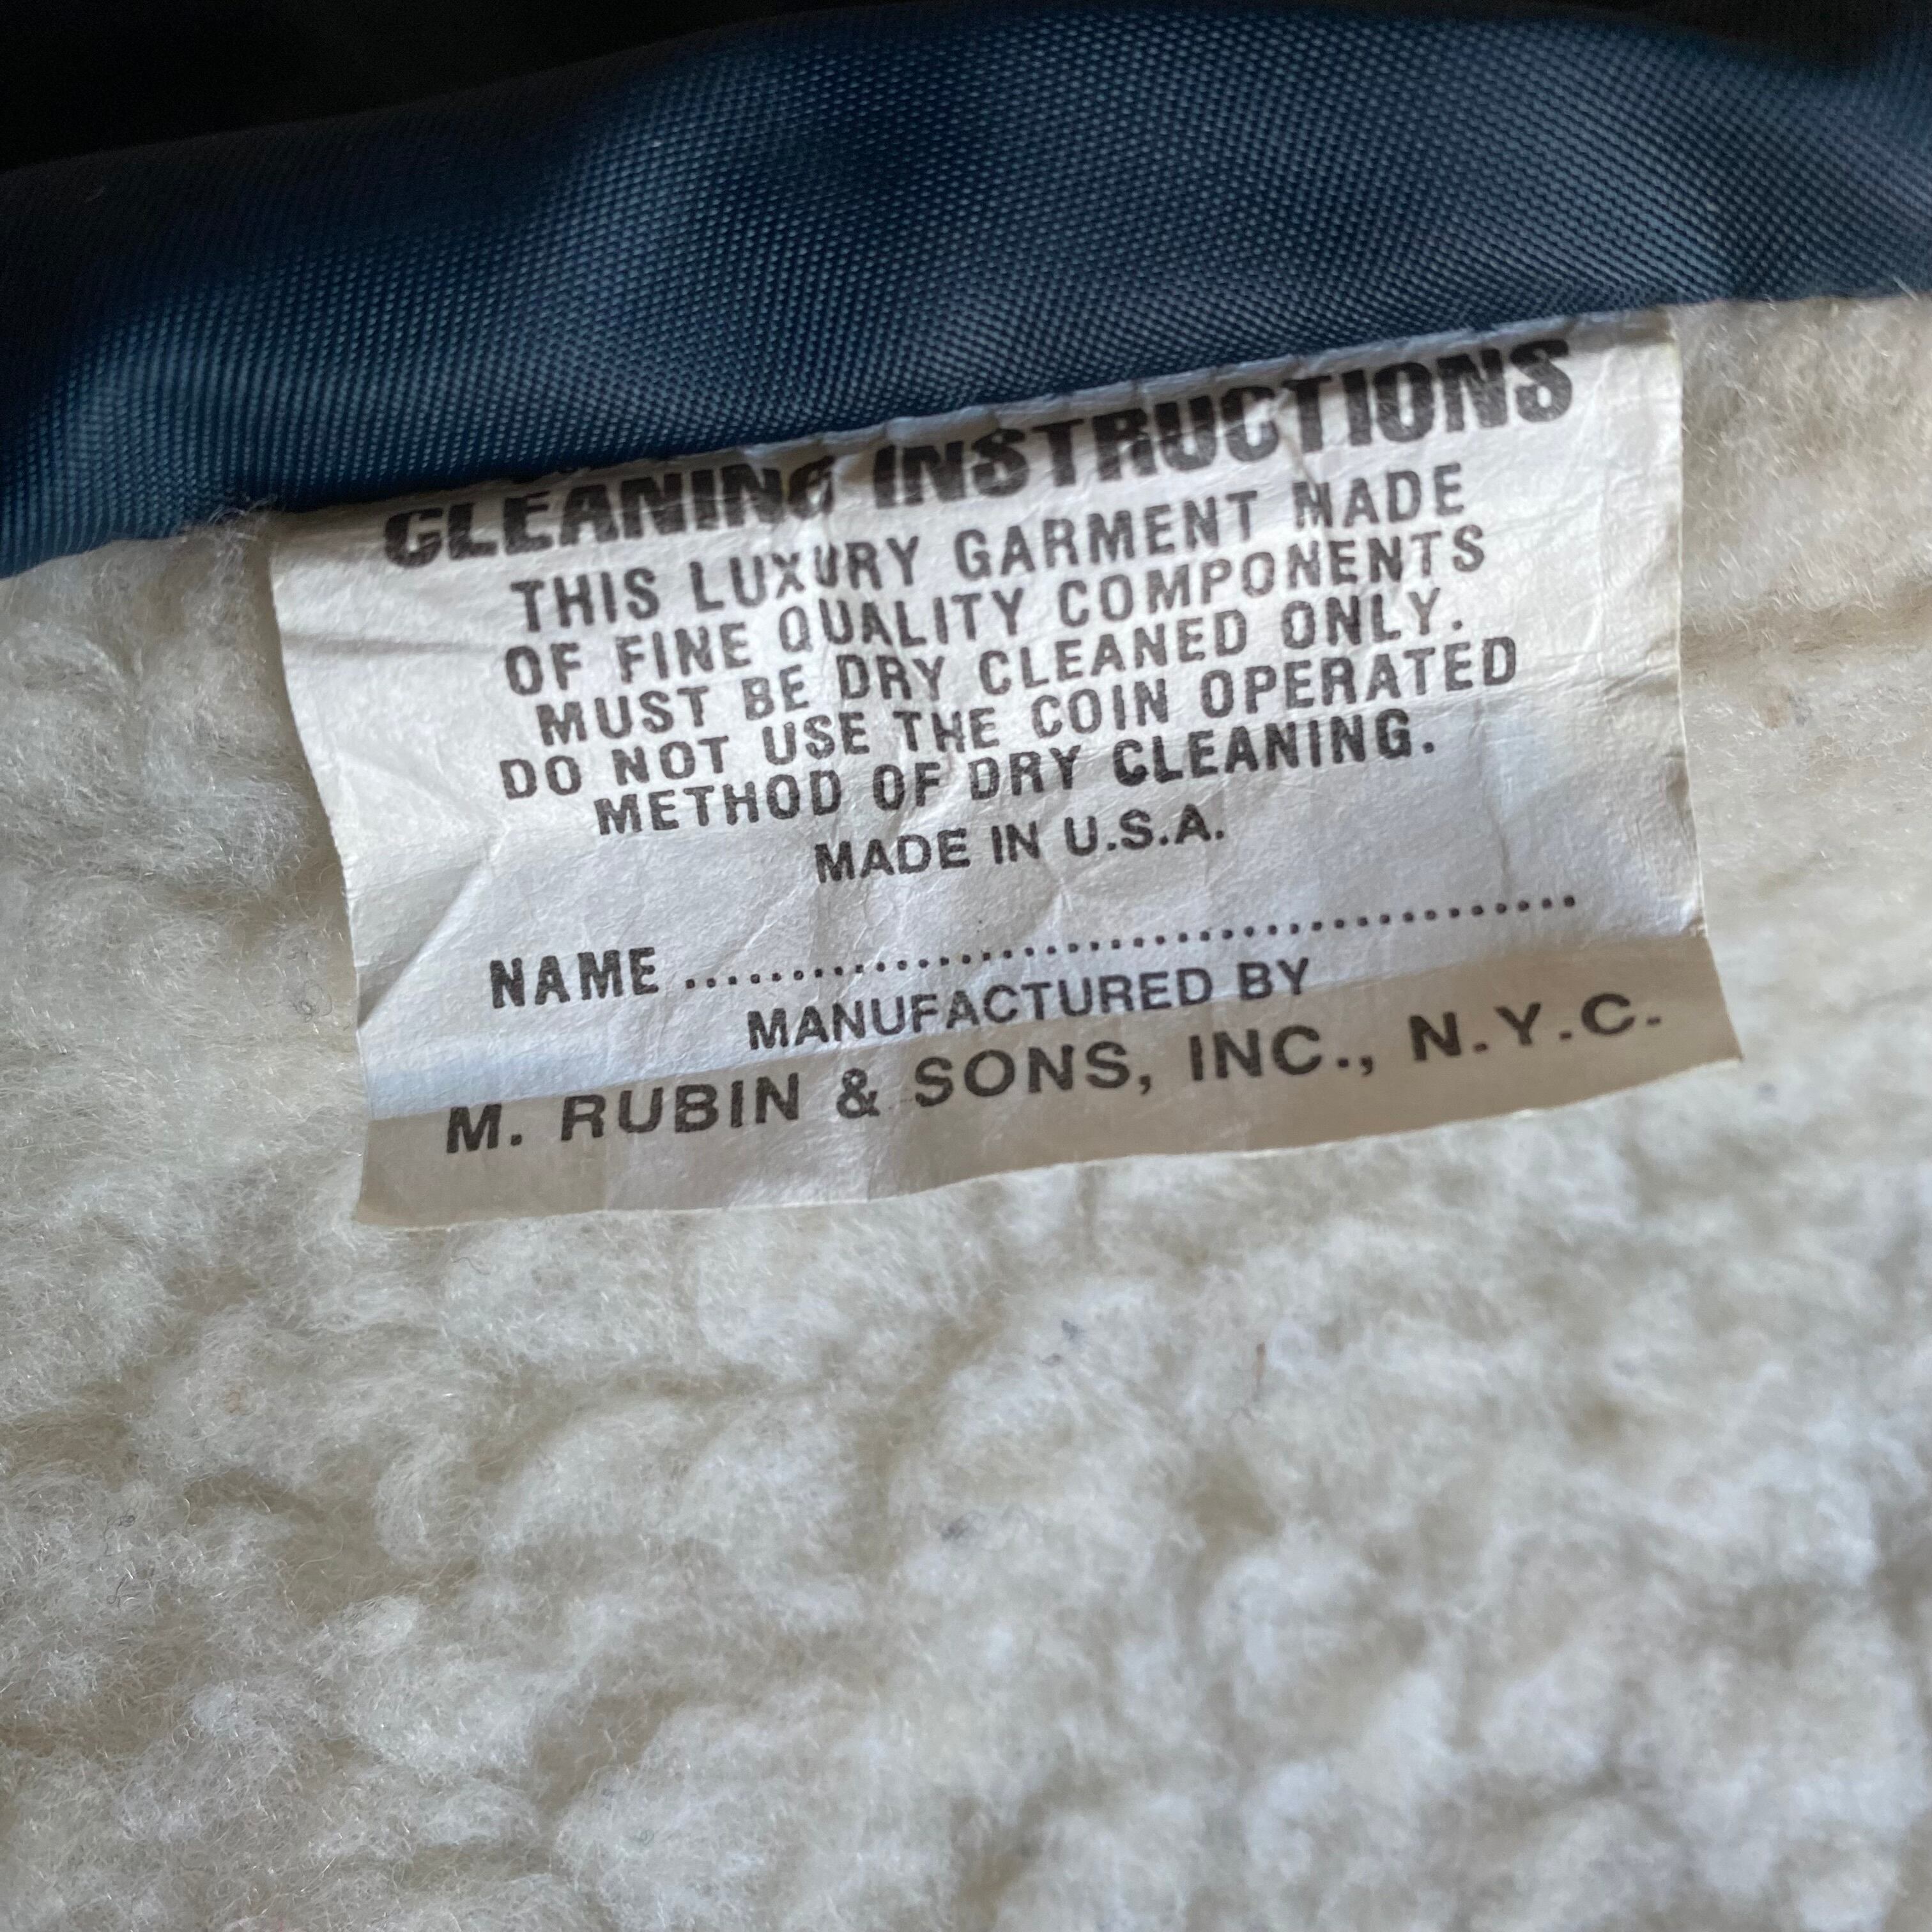 CLEANING INSTRUCTIONS
THIS LUXURY GARMENT MADE
OF FINE QUALITY COMPONENTS
MUST BE DRY CLEANED ONLY.
DO NOT USE THE COIN OPERATED
METHOD OF DRY CLEANING.
MADE IN U.S.A.
NAME ........................................
MANUFACTURED BY
M. RUBIN & SONS, INC., N.Y.C.